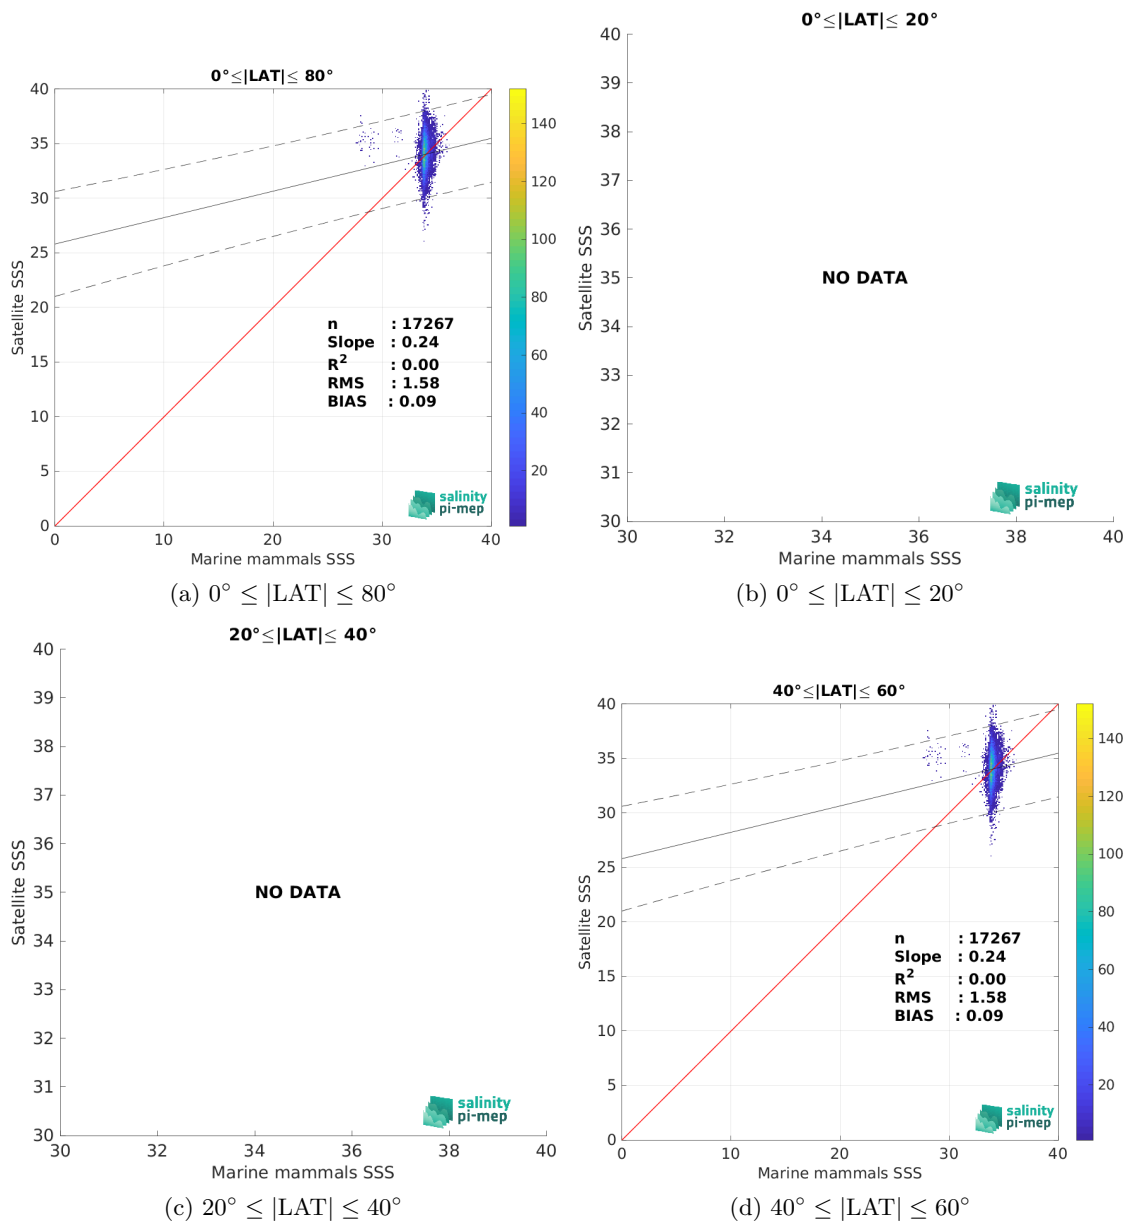 0°≤|LAT|≤ 80°
40
35
30
25
20
15
10
5
0
0
10
20
30
40
Satellite SSS
Marine mammals SSS
n : 17267
Slope : 0.24
R² : 0.00
RMS : 1.58
BIAS : 0.09
salinity
pi-mep
140
120
100
80
60
40
20
(a) 0° ≤ |LAT| ≤ 80°
0°≤|LAT|≤ 20°
40
39
38
37
36
35
34
33
32
31
30
30
32
34
36
38
40
Satellite SSS
Marine mammals SSS
NO DATA
salinity
pi-mep
(b) 0° ≤ |LAT| ≤ 20°
20°≤|LAT|≤ 40°
40
39
38
37
36
35
34
33
32
31
30
30
32
34
36
38
40
Satellite SSS
Marine mammals SSS
NO DATA
salinity
pi-mep
(c) 20° ≤ |LAT| ≤ 40°
40°≤|LAT|≤ 60°
40
35
30
25
20
15
10
5
0
0
10
20
30
40
Satellite SSS
Marine mammals SSS
n : 17267
Slope : 0.24
R² : 0.00
RMS : 1.58
BIAS : 0.09
salinity
pi-mep
140
120
100
80
60
40
20
(d) 40° ≤ |LAT| ≤ 60°